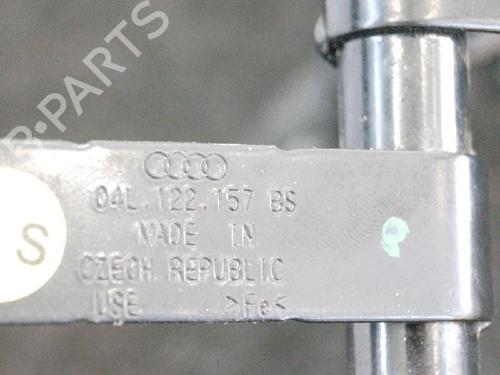 B-PARTS
04L.122.157 BS
MADE IN
CZECH REPUBLIC
USE >Fe<
S